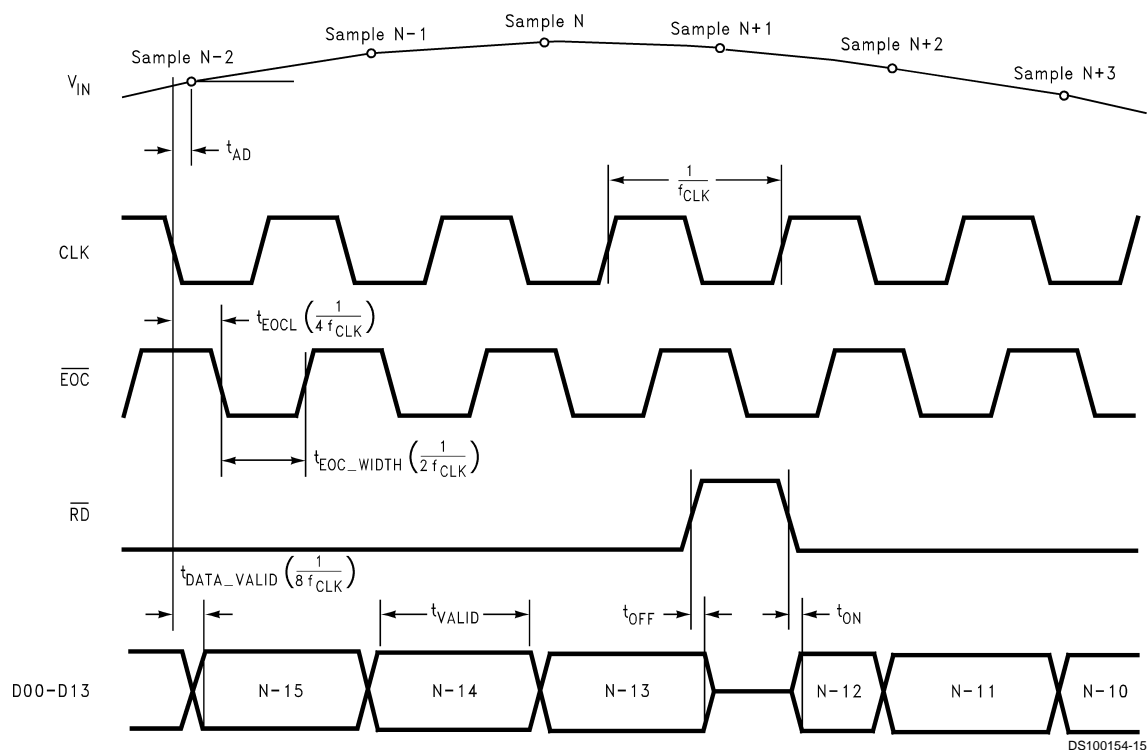 Sample N-2
Sample N-1
Sample N
Sample N+1
Sample N+2
Sample N+3
VIN
tAD
1/fCLK
CLK
tEOCL (1/4 fCLK)
EOC
tEOC_WIDTH (1/2 fCLK)
RD
tDATA_VALID (1/8 fCLK)
tVALID
tOFF
tON
D00-D13
N-15
N-14
N-13
N-12
N-11
N-10
DS100154-15